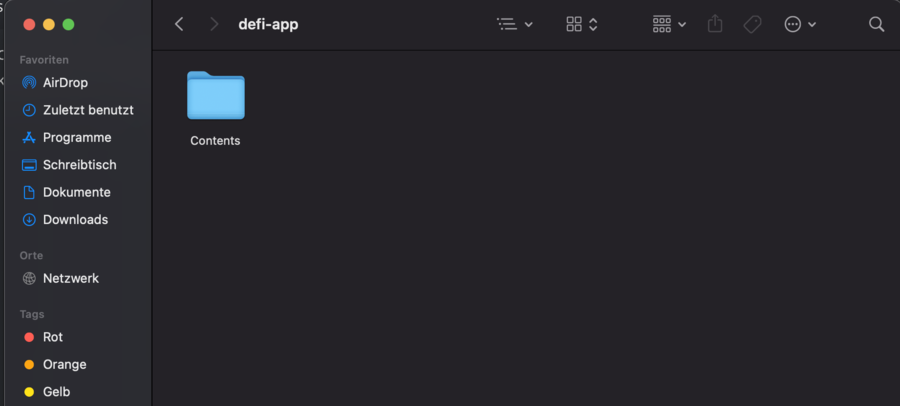 defi-app
Favoriten
AirDrop
Zuletzt benutzt
Programme
Schreibtisch
Dokumente
Downloads
Orte
Netzwerk
Tags
Rot
Orange
Gelb
Contents